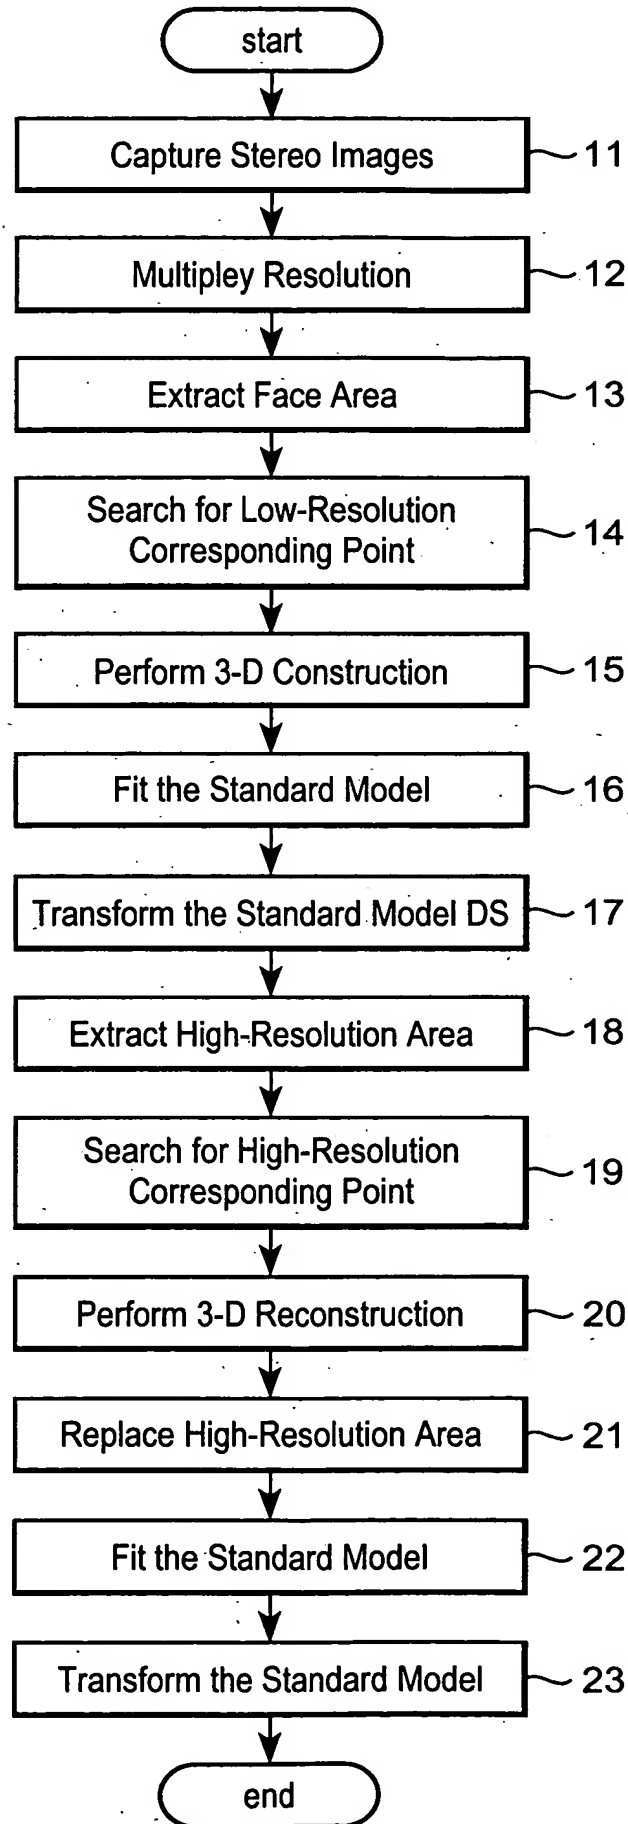 start
Capture Stereo Images
11
Multipley Resolution
12
Extract Face Area
13
Search for Low-Resolution
Corresponding Point
14
Perform 3-D Construction
15
Fit the Standard Model
16
Transform the Standard Model DS
17
Extract High-Resolution Area
18
Search for High-Resolution
Corresponding Point
19
Perform 3-D Reconstruction
20
Replace High-Resolution Area
21
Fit the Standard Model
22
Transform the Standard Model
23
end